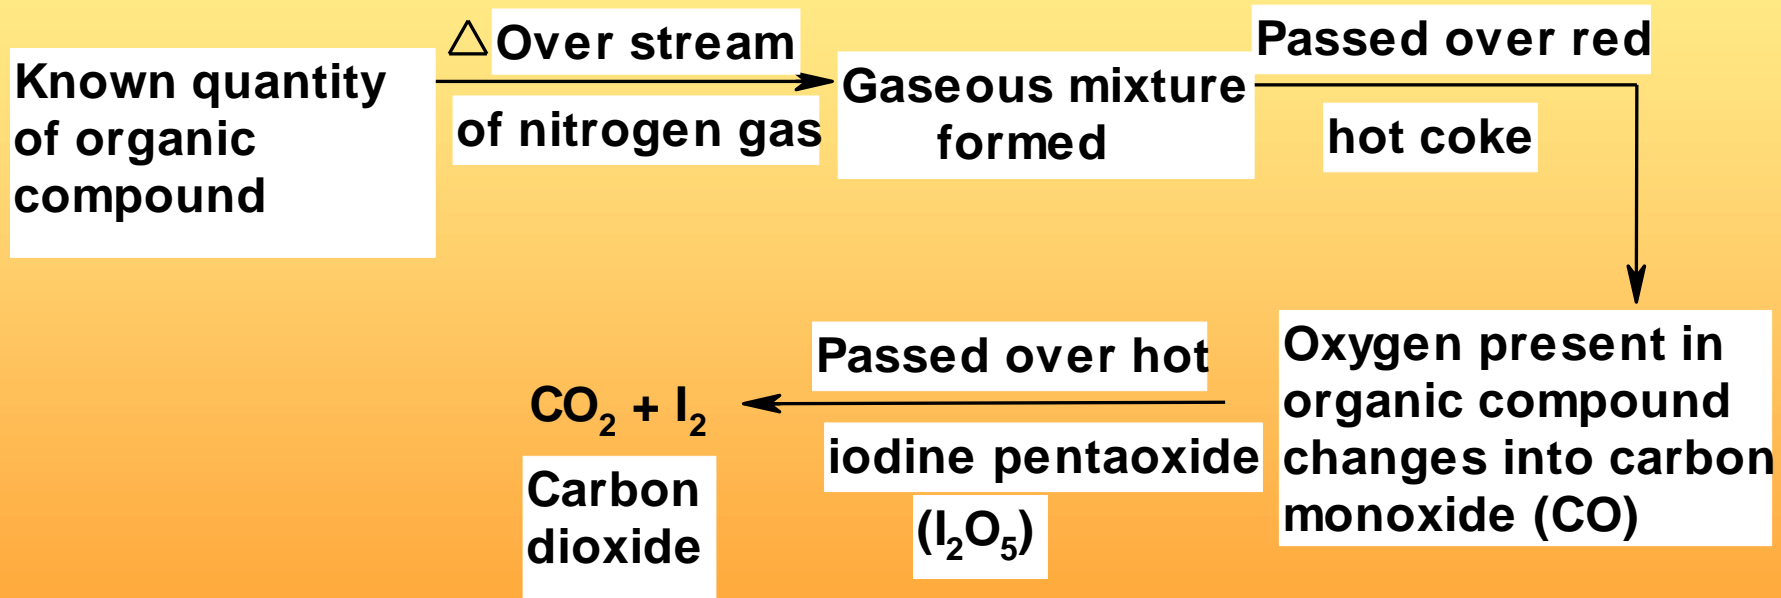 Known quantity
of organic
compound
△ Over stream
of nitrogen gas
Gaseous mixture
formed
Passed over red
hot coke
Oxygen present in
organic compound
changes into carbon
monoxide (CO)
Passed over hot
iodine pentaoxide
(I₂O₅)
CO₂ + I₂
Carbon
dioxide